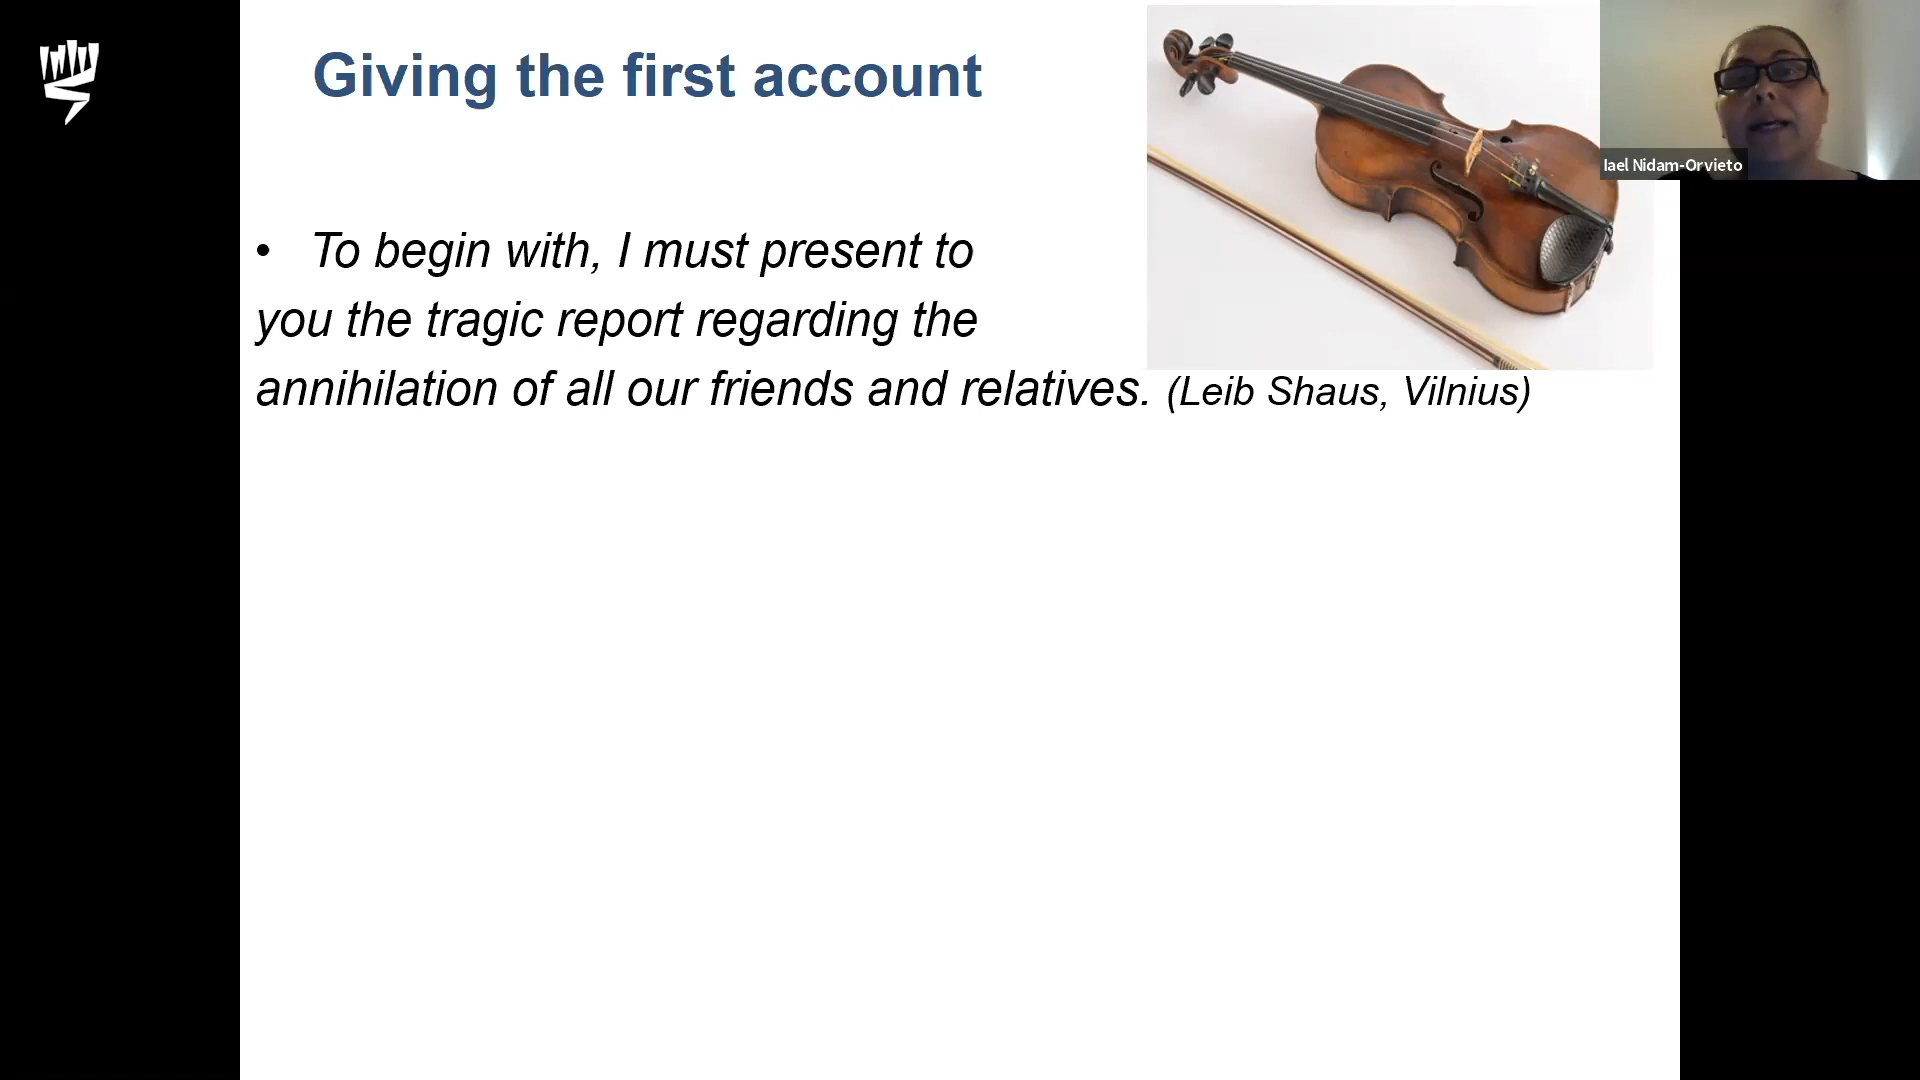 Giving the first account
Iael Nidam-Orvieto
• To begin with, I must present to
you the tragic report regarding the
annihilation of all our friends and relatives. (Leib Shaus, Vilnius)